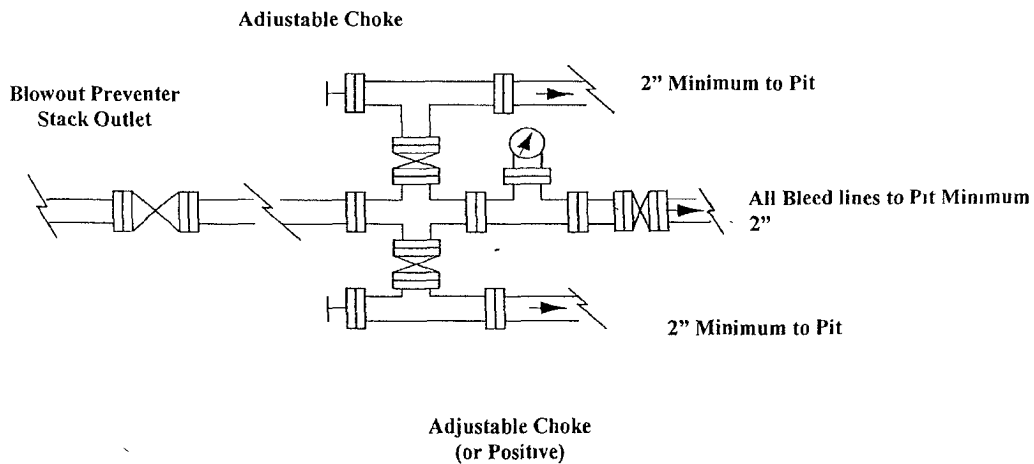 Adjustable Choke
2” Minimum to Pit
Blowout Preventer
Stack Outlet
All Bleed lines to Pit Minimum
2”
2” Minimum to Pit
Adjustable Choke
(or Positive)